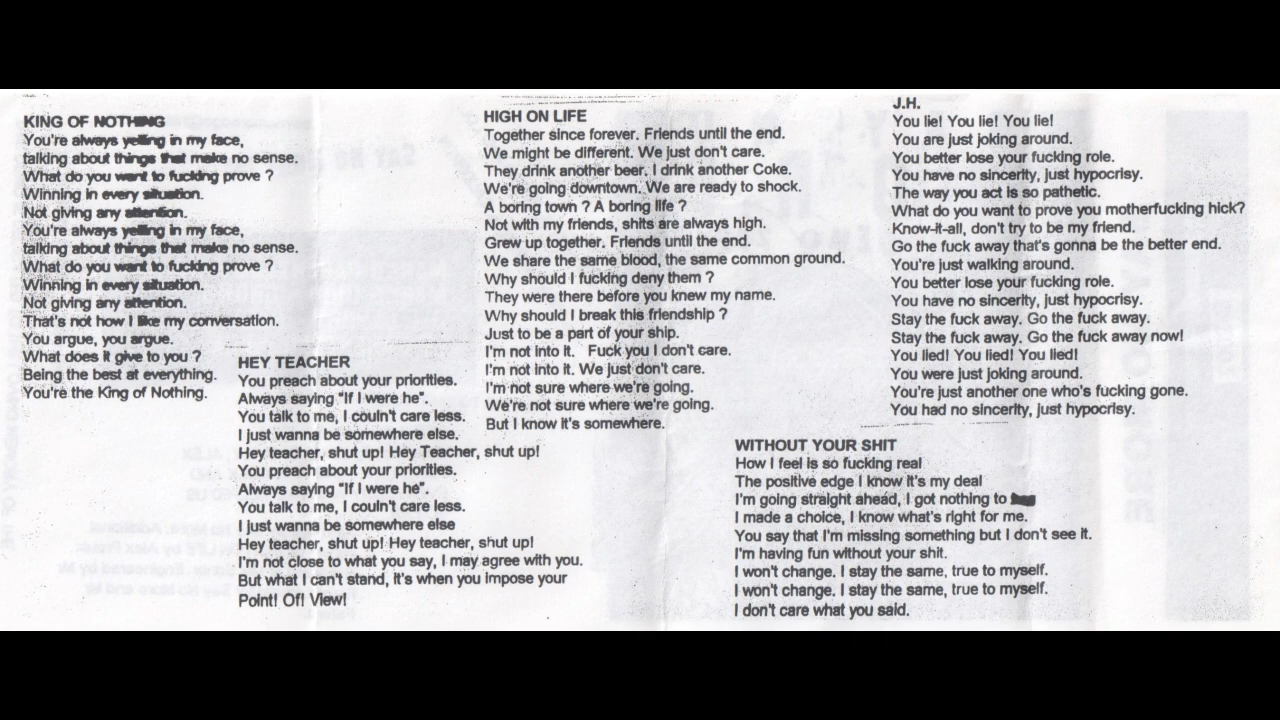 KING OF NOTHING
You're always yelling in my face,
talking about things that make no sense.
What do you want to fucking prove ?
Winning in every situation.
Not giving any attention.
You're always yelling in my face,
talking about things that make no sense.
What do you want to fucking prove ?
Winning in every situation.
Not giving any attention.
That's not how I like my conversation.
You argue, you argue.
What does it give to you ?
Being the best at everything.
You're the King of Nothing.
HEY TEACHER
You preach about your priorities.
Always saying "If I were he".
You talk to me, I couln't care less.
I just wanna be somewhere else.
Hey teacher, shut up! Hey Teacher, shut up!
You preach about your priorities.
Always saying "If I were he".
You talk to me, I couln't care less.
I just wanna be somewhere else
Hey teacher, shut up! Hey teacher, shut up!
I'm not close to what you say, I may agree with you.
But what I can't stand, it's when you impose your
Point! Of! View!
HIGH ON LIFE
Together since forever. Friends until the end.
We might be different. We just don't care.
They drink another beer. I drink another Coke.
We're going downtown. We are ready to shock.
A boring town ? A boring life ?
Not with my friends, shits are always high.
Grew up together. Friends until the end.
We share the same blood, the same common ground.
Why should I fucking deny them ?
They were there before you knew my name.
Why should I break this friendship ?
Just to be a part of your ship.
I'm not into it. Fuck you I don't care.
I'm not into it. We just don't care.
I'm not sure where we're going.
We're not sure where we're going.
But I know it's somewhere.
J.H.
You lie! You lie! You lie!
You are just joking around.
You better lose your fucking role.
You have no sincerity, just hypocrisy.
The way you act is so pathetic.
What do you want to prove you motherfucking hick?
Know-it-all, don't try to be my friend.
Go the fuck away that's gonna be the better end.
You're just walking around.
You better lose your fucking role.
You have no sincerity, just hypocrisy.
Stay the fuck away. Go the fuck away.
Stay the fuck away. Go the fuck away now!
You lied! You lied! You lied!
You were just joking around.
You're just another one who's fucking gone.
You had no sincerity, just hypocrisy.
WITHOUT YOUR SHIT
How I feel is so fucking real
The positive edge I know it's my deal
I'm going straight ahead, I got nothing to
I made a choice, I know what's right for me.
You say that I'm missing something but I don't see it.
I'm having fun without your shit.
I won't change. I stay the same, true to myself.
I won't change. I stay the same, true to myself.
I don't care what you said.